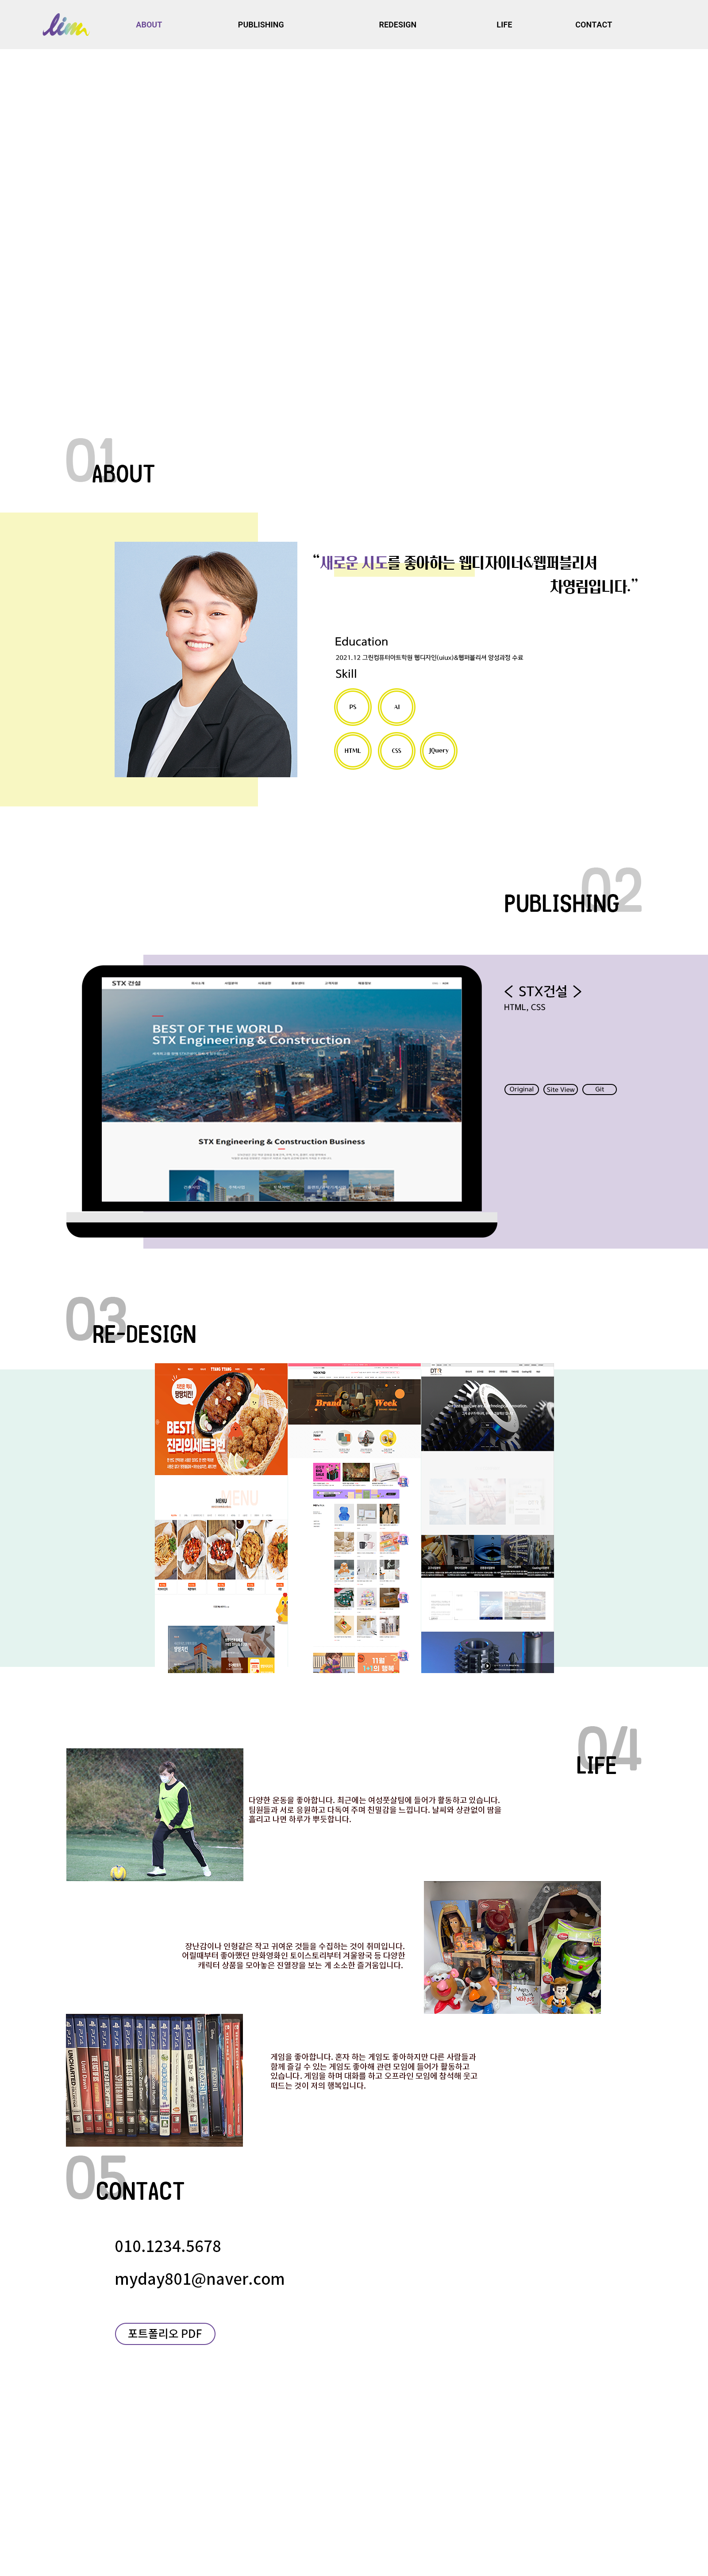 lim
ABOUT
PUBLISHING
REDESIGN
LIFE
CONTACT
01
ABOUT
“새로운 시도를 좋아하는 웹디자이너&웹퍼블리셔
차영림입니다.”
Education
2021.12 그린컴퓨터아트학원 웹디자인(uiux)&웹퍼블리셔 양성과정 수료
Skill
PS
AI
HTML
CSS
JQuery
02
PUBLISHING
STX 건설
BEST OF THE WORLD
STX Engineering & Construction
STX Engineering & Construction Business
< STX건설 >
HTML, CSS
Original
Site View
Git
03
RE-DESIGN
BEST!
진리의세트3번
MENU
MENU
Brand Week
11월
의 행복
04
LIFE
다양한 운동을 좋아합니다. 최근에는 여성풋살팀에 들어가 활동하고 있습니다.
팀원들과 서로 응원하고 다독여 주며 친밀감을 느낍니다. 날씨와 상관없이 땀을
흘리고 나면 하루가 뿌듯합니다.
장난감이나 인형같은 작고 귀여운 것들을 수집하는 것이 취미입니다.
어릴때부터 좋아했던 만화영화인 토이스토리부터 겨울왕국 등 다양한
캐릭터 상품을 모아놓은 진열장을 보는 게 소소한 즐거움입니다.
게임을 좋아합니다. 혼자 하는 게임도 좋아하지만 다른 사람들과
함께 즐길 수 있는 게임도 좋아해 관련 모임에 들어가 활동하고
있습니다. 게임을 하며 대화를 하고 오프라인 모임에 참석해 웃고
떠드는 것이 저의 행복입니다.
UNCHARTED
05
CONTACT
010.1234.5678
myday801@naver.com
포트폴리오 PDF